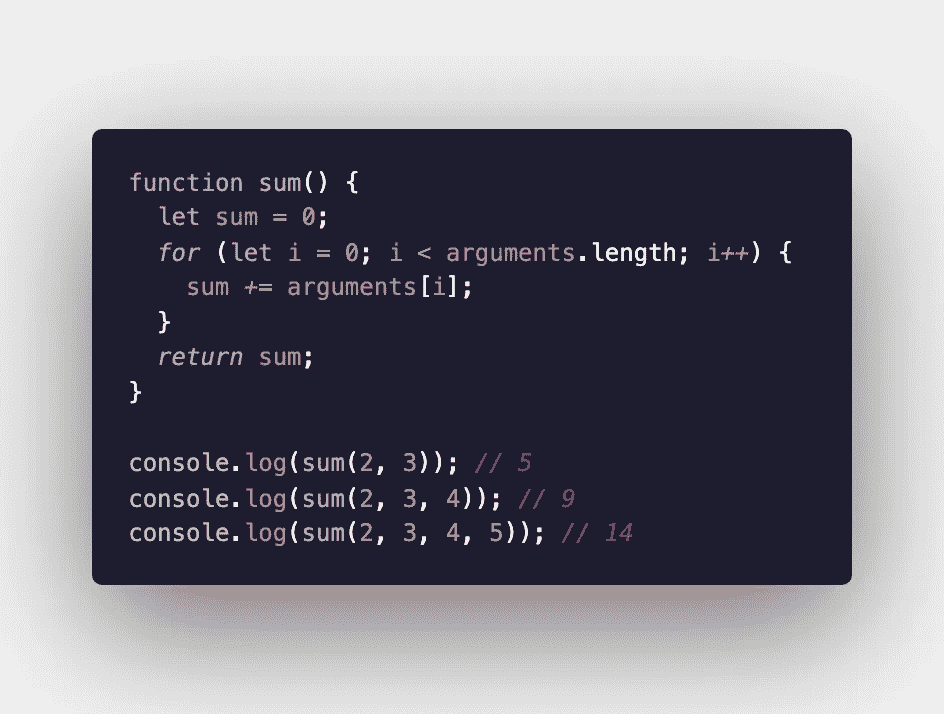 function sum() {
  let sum = 0;
  for (let i = 0; i < arguments.length; i++) {
    sum += arguments[i];
  }
  return sum;
}

console.log(sum(2, 3)); // 5
console.log(sum(2, 3, 4)); // 9
console.log(sum(2, 3, 4, 5)); // 14